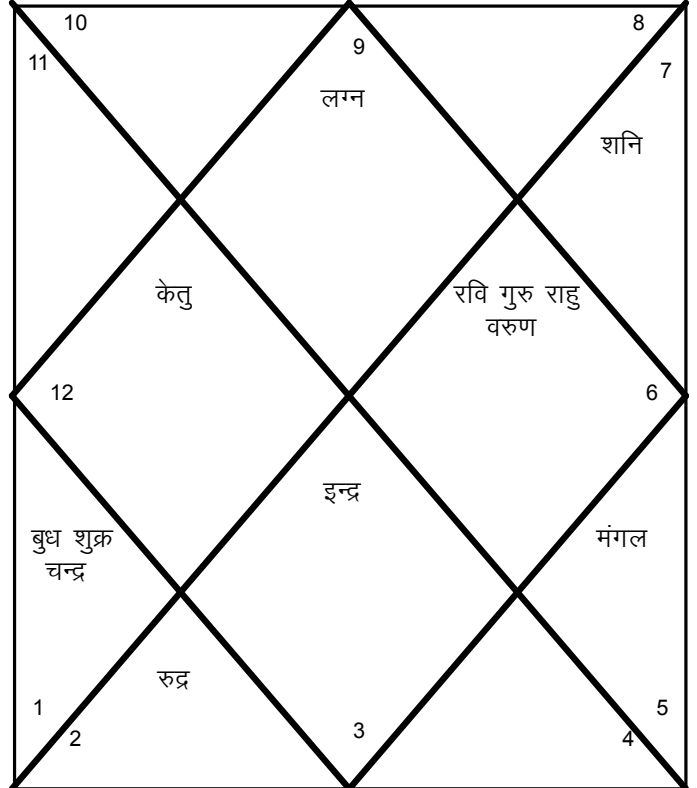 10
9
8
11
7
लग्न
शनि
केतु
रवि गुरु राहु
वरुण
12
6
इन्द्र
बुध शुक्र
चन्द्र
मंगल
रुद्र
1
5
2
3
4